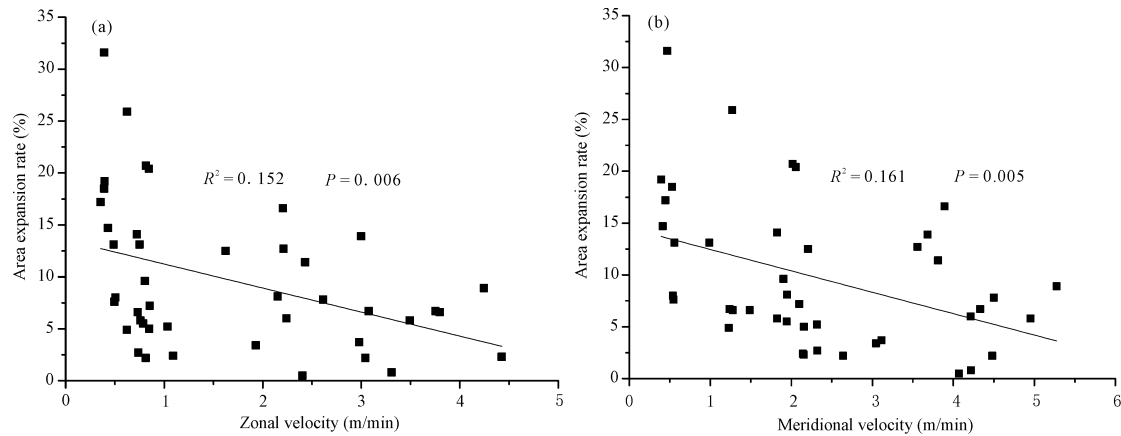 (a)
Area expansion rate (%)
35
30
25
20
15
10
5
0
R² = 0. 152 P = 0. 006
0 1 2 3 4 5
Zonal velocity (m/min)
(b)
Area expansion rate (%)
35
30
25
20
15
10
5
0
R² = 0.161 P = 0.005
0 1 2 3 4 5 6
Meridional velocity (m/min)